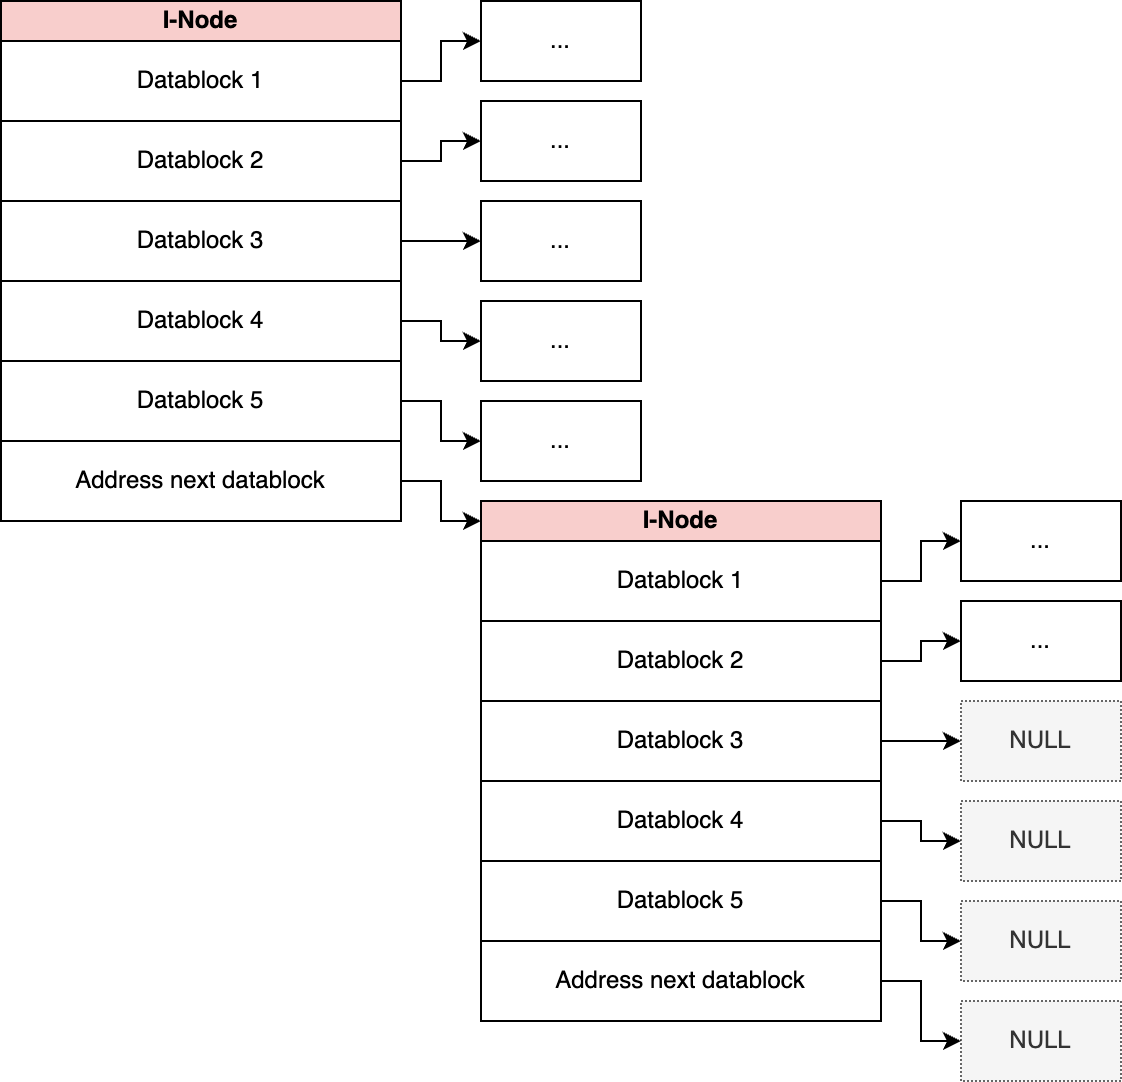 I-Node
Datablock 1
...
Datablock 2
...
Datablock 3
...
Datablock 4
...
Datablock 5
...
Address next datablock
I-Node
Datablock 1
...
Datablock 2
...
Datablock 3
NULL
Datablock 4
NULL
Datablock 5
NULL
Address next datablock
NULL